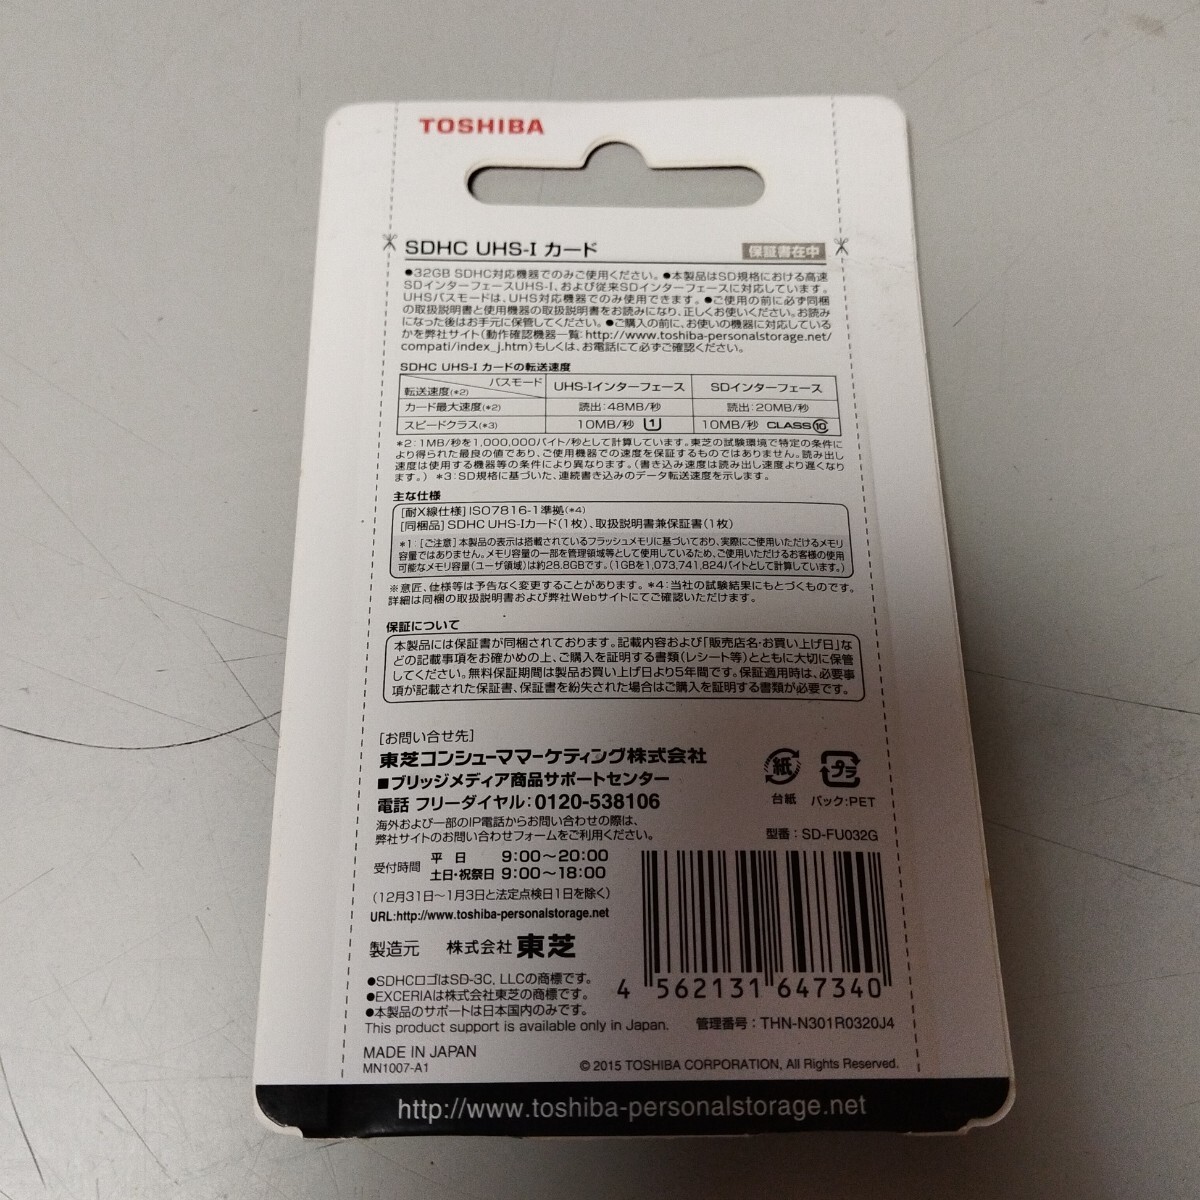 TOSHIBA
SDHC UHS-I カード
保証書在中
●32GB SDHC対応機器でのみご使用ください。●本製品はSD規格における高速
SDインターフェースUHS-I、および従来SDインターフェースに対応しています。
UHSバスモードは、UHS対応機器でのみ使用できます。●ご使用の前に必ず同梱
の取扱説明書と使用機器の取扱説明書をお読みになり、正しくお使いください。お読み
になった後はお手元に保管してください。●ご購入の前に、お使いの機器に対応している
かを弊社サイト(動作確認機器一覧:http://www.toshiba-personalstorage.net/
compati/index_j.htm)もしくは、お電話にて必ずご確認ください。
SDHC UHS-I カードの転送速度
バスモード
転送速度(*2)
UHS-Iインターフェース
SDインターフェース
カード最大速度(*2)
読出:48MB/秒
読出:20MB/秒
スピードクラス(*3)
10MB/秒 1
10MB/秒 CLASS10
*2:1MB/秒を1,000,000バイト/秒として計算しています。東芝の試験環境で特定の条件に
より得られた最良の値であり、ご使用機器での速度を保証するものではありません。読み出し
速度は使用する機器等の条件により異なります。(書き込み速度は読み出し速度より遅くなり
ます。) *3:SD規格に基づいた、連続書き込みのデータ転送速度を示します。
主な仕様
[耐X線仕様]ISO7816-1準拠(*4)
[同梱品]SDHC UHS-Iカード(1枚)、取扱説明書兼保証書(1枚)
*1:[ご注意]本製品の表示は搭載されているフラッシュメモリに基づいており、実際にご使用いただけるメモリ
容量ではありません。メモリ容量の一部を管理領域等として使用しているため、ご使用いただけるお客様の使用
可能なメモリ容量(ユーザ領域)は約28.8GBです。(1GBを1,073,741,824バイトとして計算しています。)
※意匠、仕様等は予告なく変更することがあります。*4:当社の試験結果にもとづくものです。
詳細は同梱の取扱説明書および弊社Webサイトにてご確認いただけます。
保証について
本製品には保証書が同梱されております。記載内容および「販売店名・お買い上げ日」な
どの記載事項をお確かめの上、ご購入を証明する書類(レシート等)とともに大切に保管
してください。無料保証期間は製品お買い上げ日より5年間です。保証適用時は、必要事
項が記載された保証書、保証書を紛失された場合はご購入を証明する書類が必要です。
[お問い合せ先]
東芝コンシューママーケティング株式会社
■ブリッジメディア商品サポートセンター
電話 フリーダイヤル:0120-538106
海外および一部のIP電話からお問い合わせの際は、
弊社サイトのお問い合わせフォームをご利用ください。
受付時間
平 日 9:00〜20:00
土日・祝祭日 9:00〜18:00
(12月31日〜1月3日と法定点検日1日を除く)
URL:http://www.toshiba-personalstorage.net
紙
台紙
プラ
パック:PET
型番:SD-FU032G
製造元 株式会社 東芝
●SDHCロゴはSD-3C, LLCの商標です。
●EXCERIAは株式会社東芝の商標です。
●本製品のサポートは日本国内のみです。
This product support is available only in Japan.
4 562131 647340
管理番号:THN-N301R0320J4
MADE IN JAPAN
MN1007-A1
© 2015 TOSHIBA CORPORATION, All Rights Reserved.
http://www.toshiba-personalstorage.net